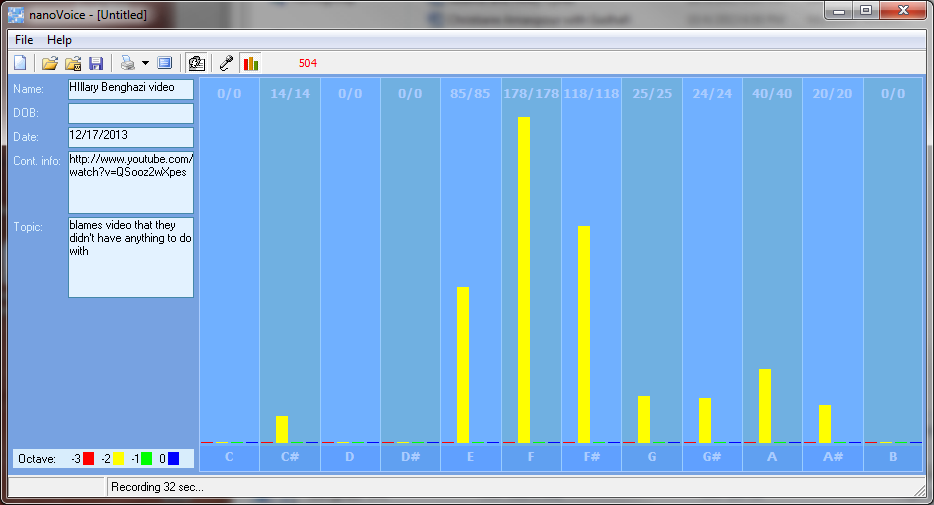 nanoVoice - [Untitled]
File Help
504
Name: HIllary Benghazi video
DOB:
Date: 12/17/2013
Cont. info: http://www.youtube.com/
watch?v=QSooz2wXpes
Topic: blames video that they
didn't have anything to do
with
0/0 14/14 0/0 0/0 85/85 178/178 118/118 25/25 24/24 40/40 20/20 0/0
C C# D D# E F F# G G# A A# B
Octave: -3 -2 -1 0
Recording 32 sec...